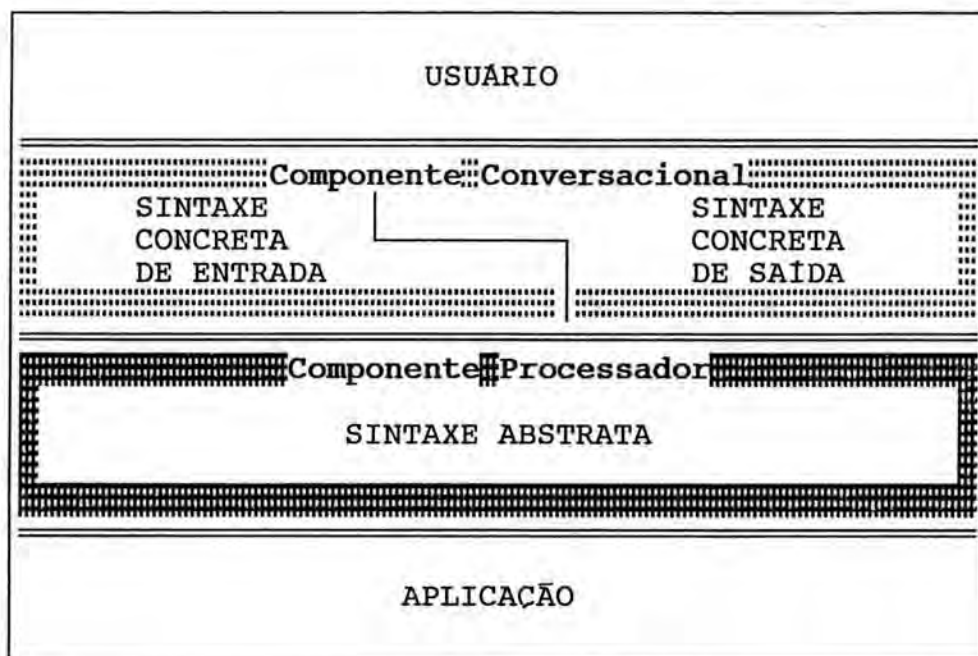 USUÁRIO
Componente Conversacional
SINTAXE
CONCRETA
DE ENTRADA
SINTAXE
CONCRETA
DE SAÍDA
Componente Processador
SINTAXE ABSTRATA
APLICAÇÃO